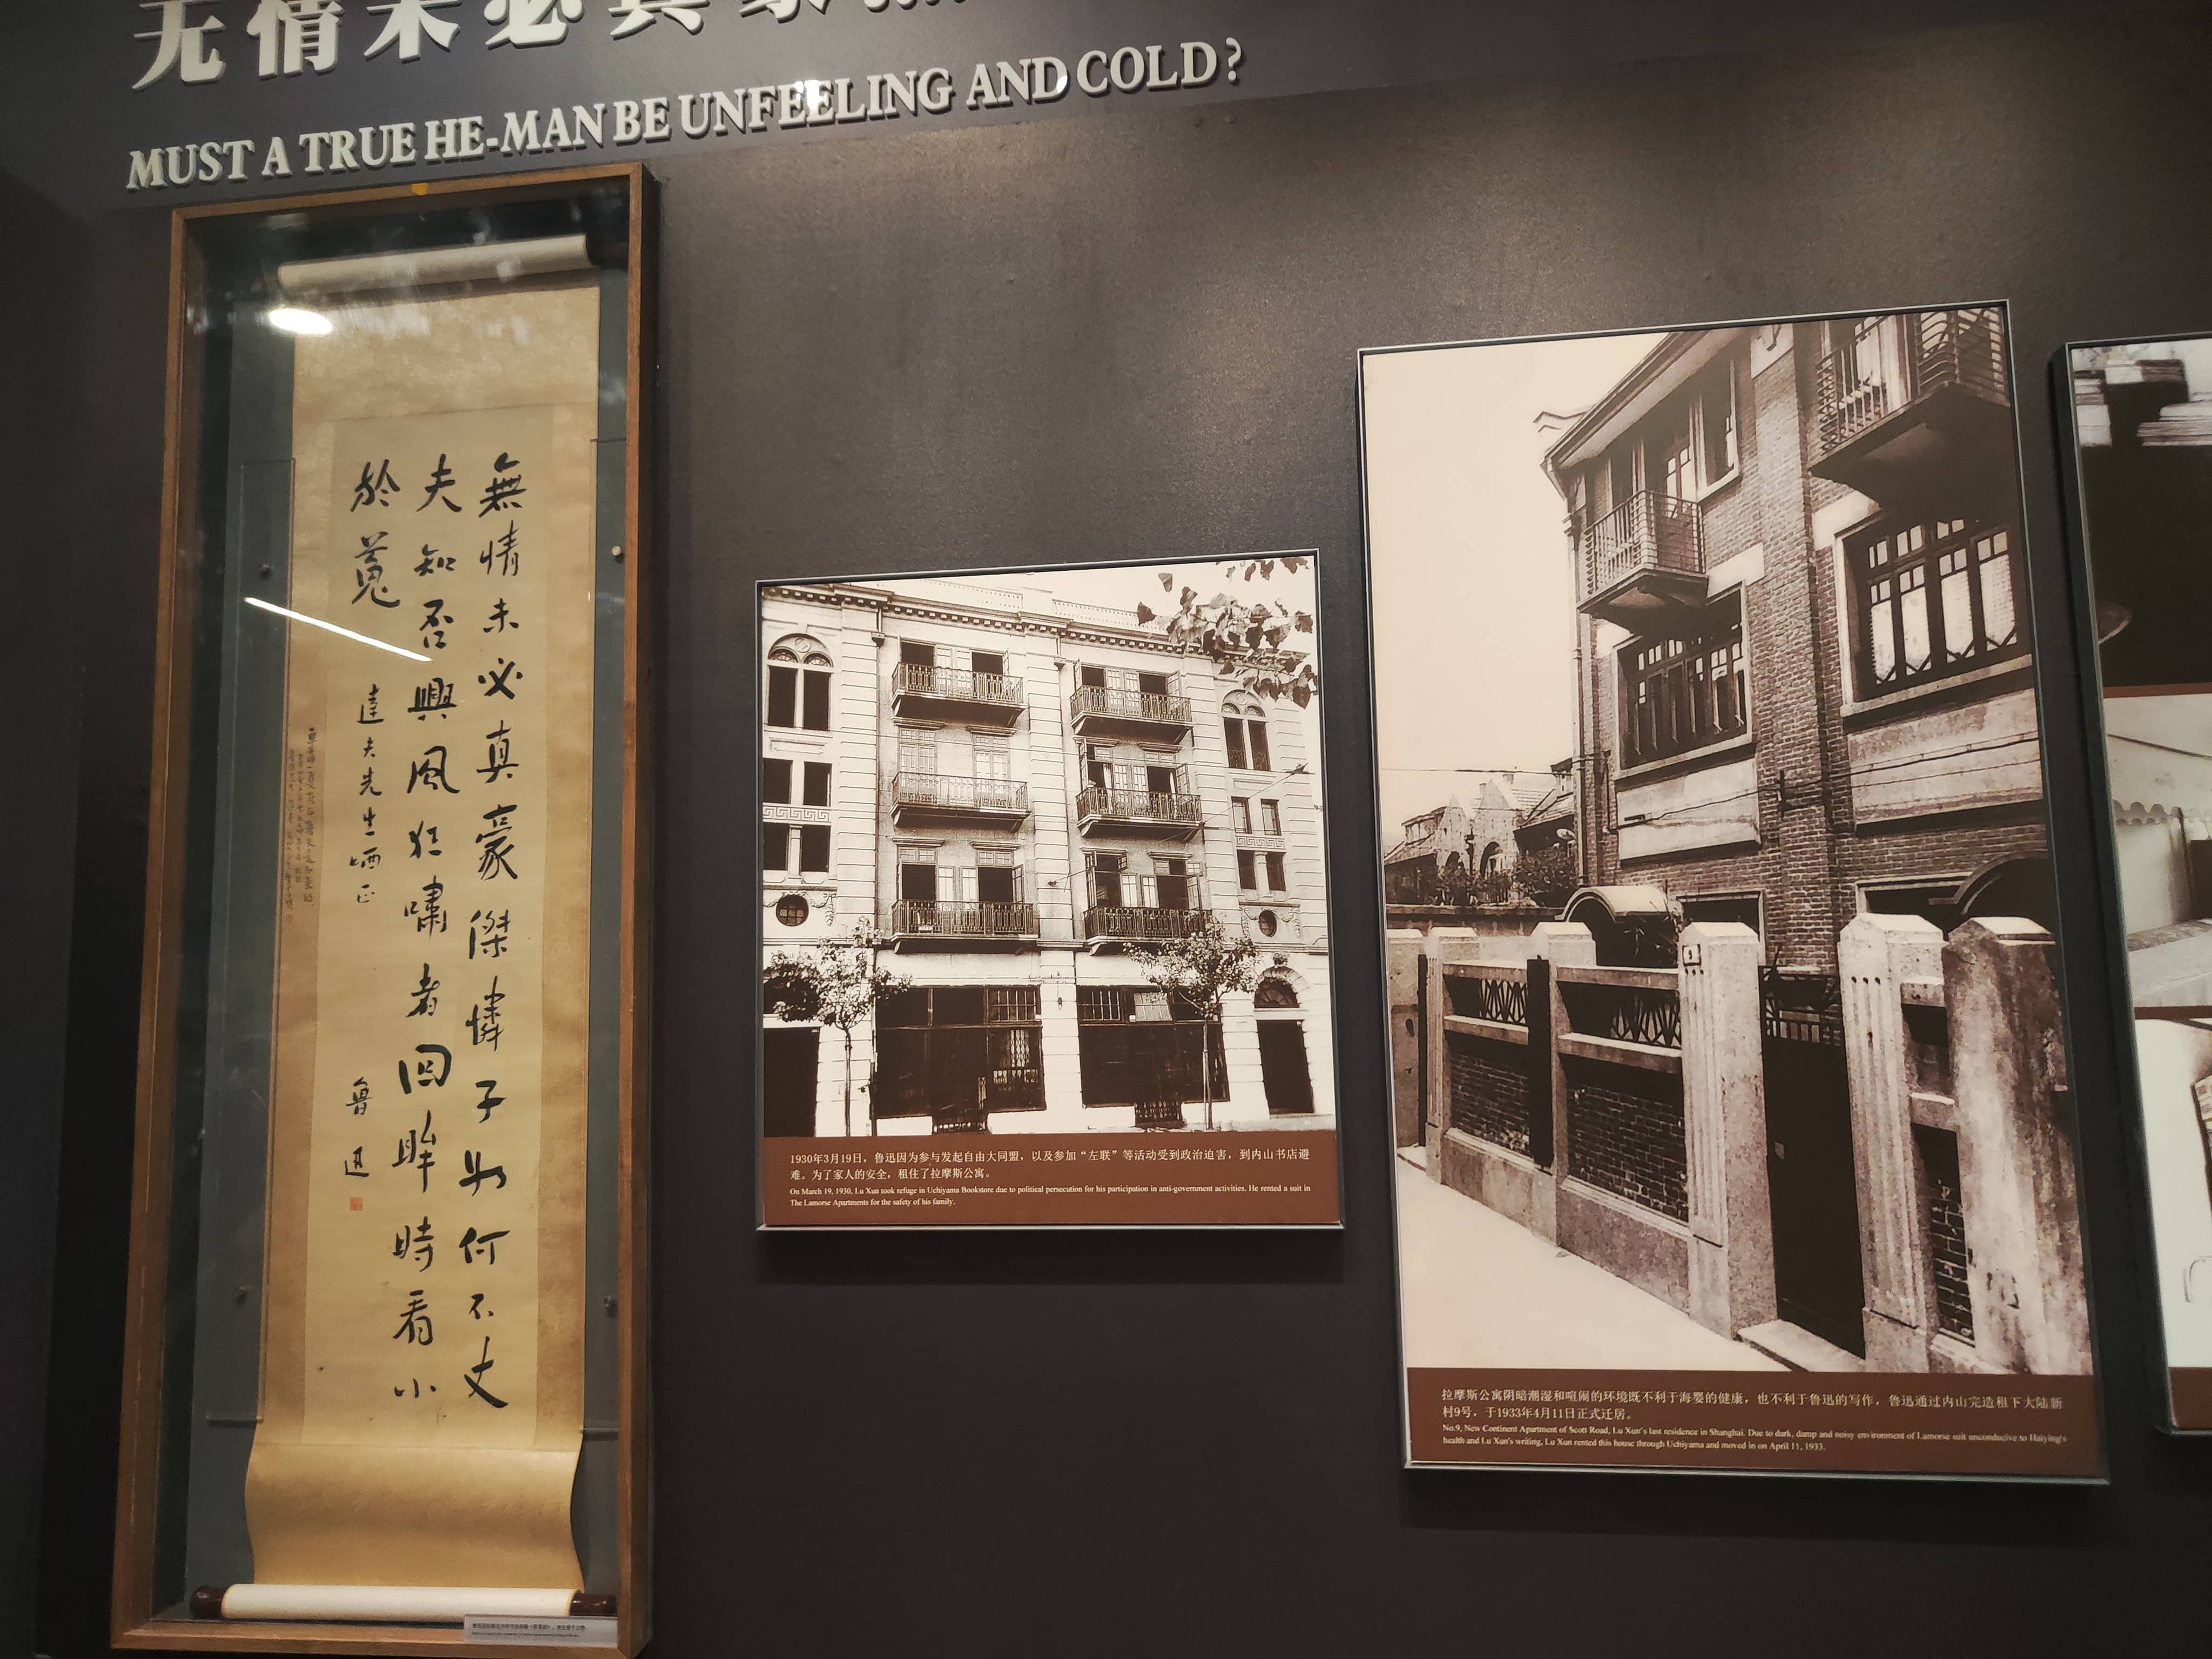 无情未必真豪杰
MUST A TRUE HE-MAN BE UNFEELING AND COLD?
無情未必真豪傑憐子如何不丈
夫知否興風狂嘯者回眸時看小
於菟
達夫先生哂正
魯迅
1930年3月19日，鲁迅因为参与发起自由大同盟，以及参加“左联”等活动受到政治迫害，到内山书店避
难。为了家人的安全，租住了拉摩斯公寓。
On March 19, 1930, Lu Xun took refuge in Uchiyama Bookstore due to political persecution for his participation in anti-government activities. He rented a suit in
The Lamorse Apartments for the safety of his family.
9
拉摩斯公寓阴暗潮湿和喧闹的环境既不利于海婴的健康，也不利于鲁迅的写作，鲁迅通过内山完造租下大陆新
村9号，于1933年4月11日正式迁居。
No.9, New Continent Apartment of Scott Road, Lu Xun's last residence in Shanghai. Due to dark, damp and noisy environment of Lamorse suit unconducive to Haiying's
health and Lu Xun's writing, Lu Xun rented this house through Uchiyama and moved in on April 11, 1933.